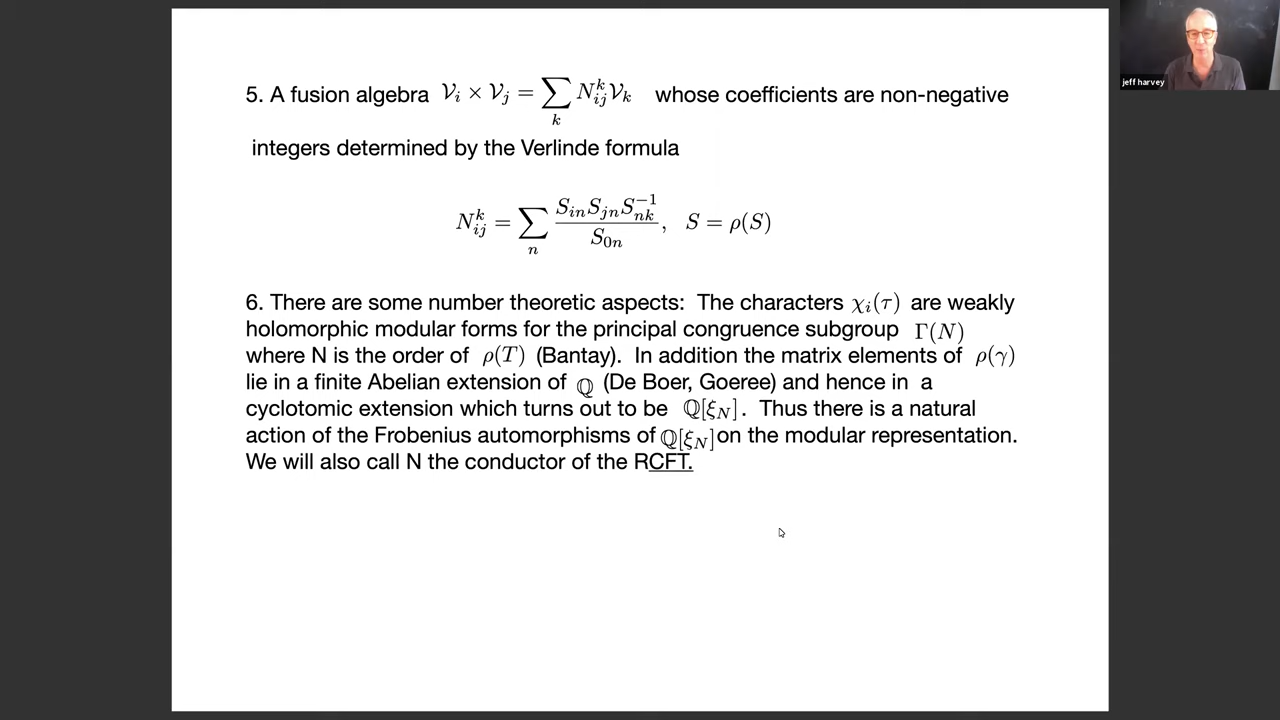 5. A fusion algebra 𝒱ᵢ × 𝒱ⱼ = ∑ₖ Nᵢⱼᵏ 𝒱ₖ whose coefficients are non-negative
integers determined by the Verlinde formula
Nᵢⱼᵏ = ∑ₙ (Sᵢₙ Sⱼₙ Sₙₖ⁻¹) / S₀ₙ , S = ρ(S)
6. There are some number theoretic aspects: The characters χᵢ(τ) are weakly
holomorphic modular forms for the principal congruence subgroup Γ(N)
where N is the order of ρ(T) (Bantay). In addition the matrix elements of ρ(γ)
lie in a finite Abelian extension of ℚ (De Boer, Goeree) and hence in a
cyclotomic extension which turns out to be ℚ[ξ_N]. Thus there is a natural
action of the Frobenius automorphisms of ℚ[ξ_N] on the modular representation.
We will also call N the conductor of the RCFT.
jeff harvey